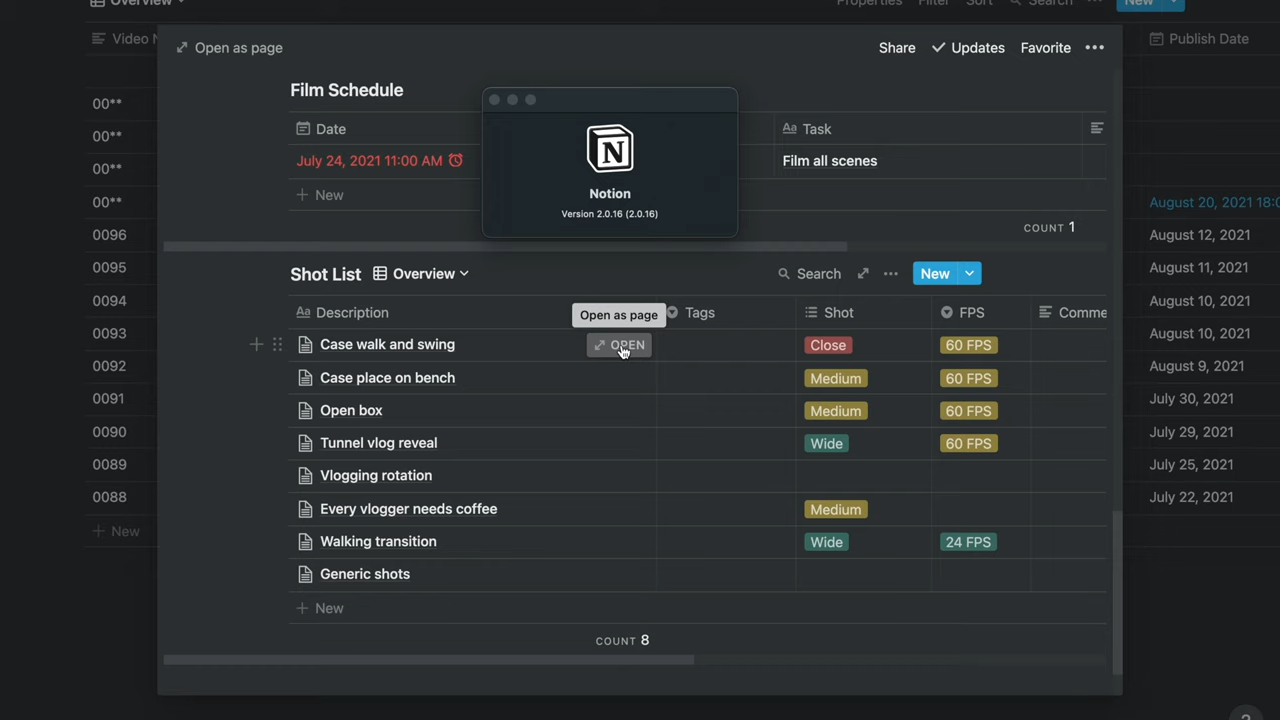 Overview
Properties Filter Sort Search New
Video N
Publish Date
Open as page
Share Updates Favorite
Film Schedule
Date
Aa Task
July 24, 2021 11:00 AM
Film all scenes
New
COUNT 1
N
Notion
Version 2.0.16 (2.0.16)
Shot List Overview
Search New
Aa Description
Open as page
Tags
Shot
FPS
Comme
Case walk and swing OPEN Close 60 FPS
Case place on bench Medium 60 FPS
Open box Medium 60 FPS
Tunnel vlog reveal Wide 60 FPS
Vlogging rotation
Every vlogger needs coffee Medium
Walking transition Wide 24 FPS
Generic shots
New
COUNT 8
00**
00**
00**
00** August 20, 2021 18:0
0096 August 12, 2021
0095 August 11, 2021
0094 August 10, 2021
0093 August 10, 2021
0092 August 9, 2021
0091 July 30, 2021
0090 July 29, 2021
0089 July 25, 2021
0088 July 22, 2021
New